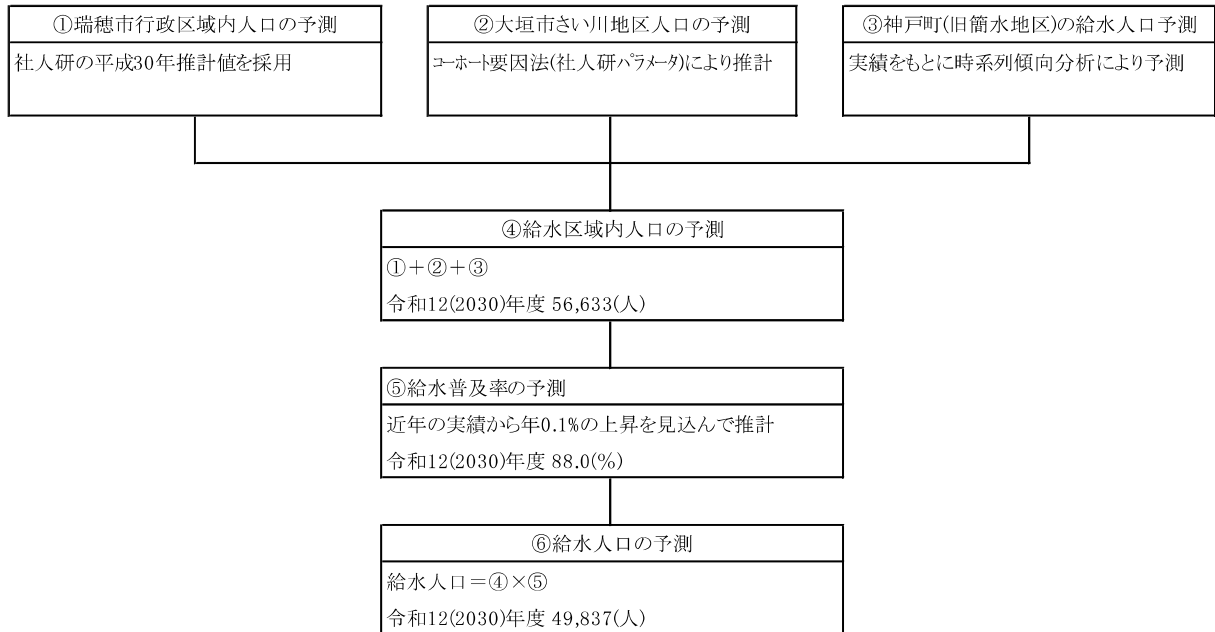 ①瑞穂市行政区域内人口の予測
社人研の平成30年推計値を採用
②大垣市さい川地区人口の予測
コーホート要因法(社人研パラメータ)により推計
③神戸町(旧簡水地区)の給水人口予測
実績をもとに時系列傾向分析により予測
④給水区域内人口の予測
①+②+③
令和12(2030)年度 56,633(人)
⑤給水普及率の予測
近年の実績から年0.1%の上昇を見込んで推計
令和12(2030)年度 88.0(%)
⑥給水人口の予測
給水人口=④×⑤
令和12(2030)年度 49,837(人)